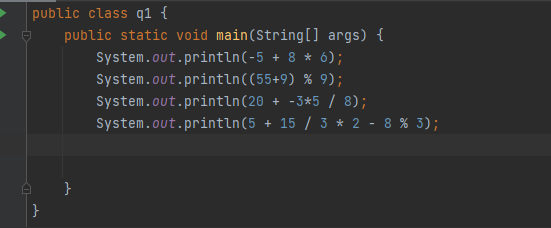 public class q1 {
public static void main(String[] args) {
System.out.println(-5 + 8 * 6);
System.out.println((55+9) % 9);
System.out.println(20 + -3*5 / 8);
System.out.println(5 + 15 / 3 * 2 - 8 % 3);
}
}